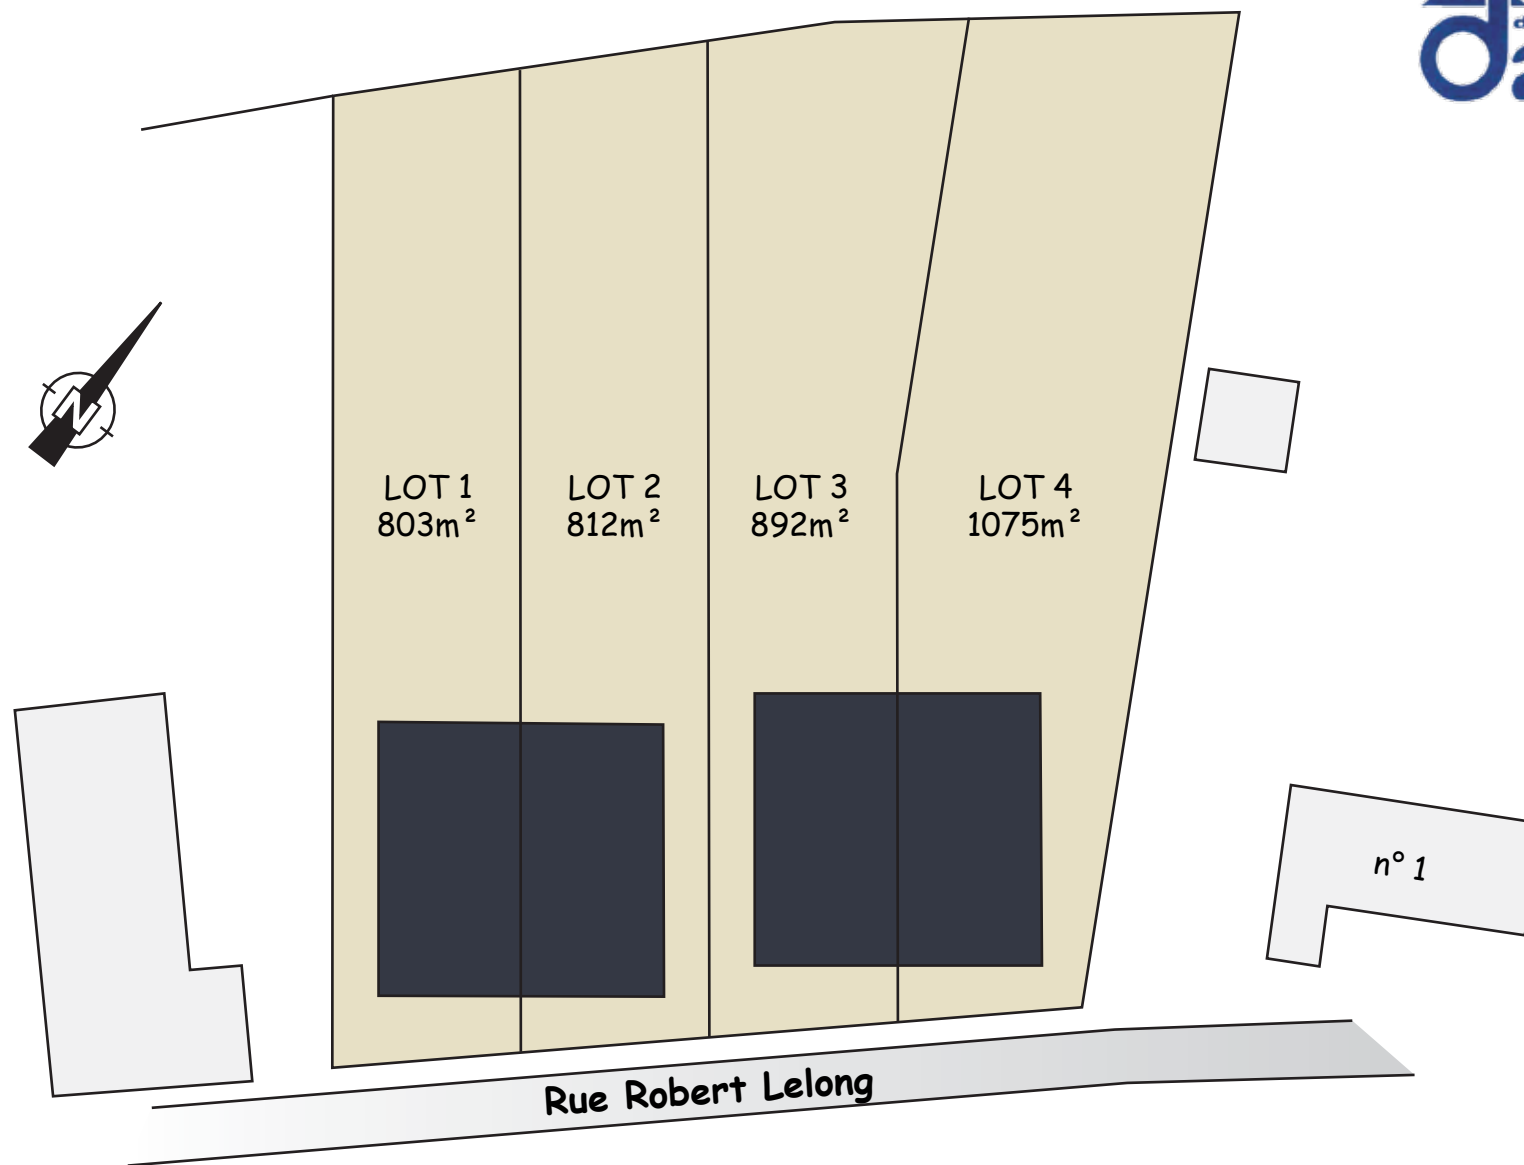 N
LOT 1
803m²
LOT 2
812m²
LOT 3
892m²
LOT 4
1075m²
n° 1
Rue Robert Lelong